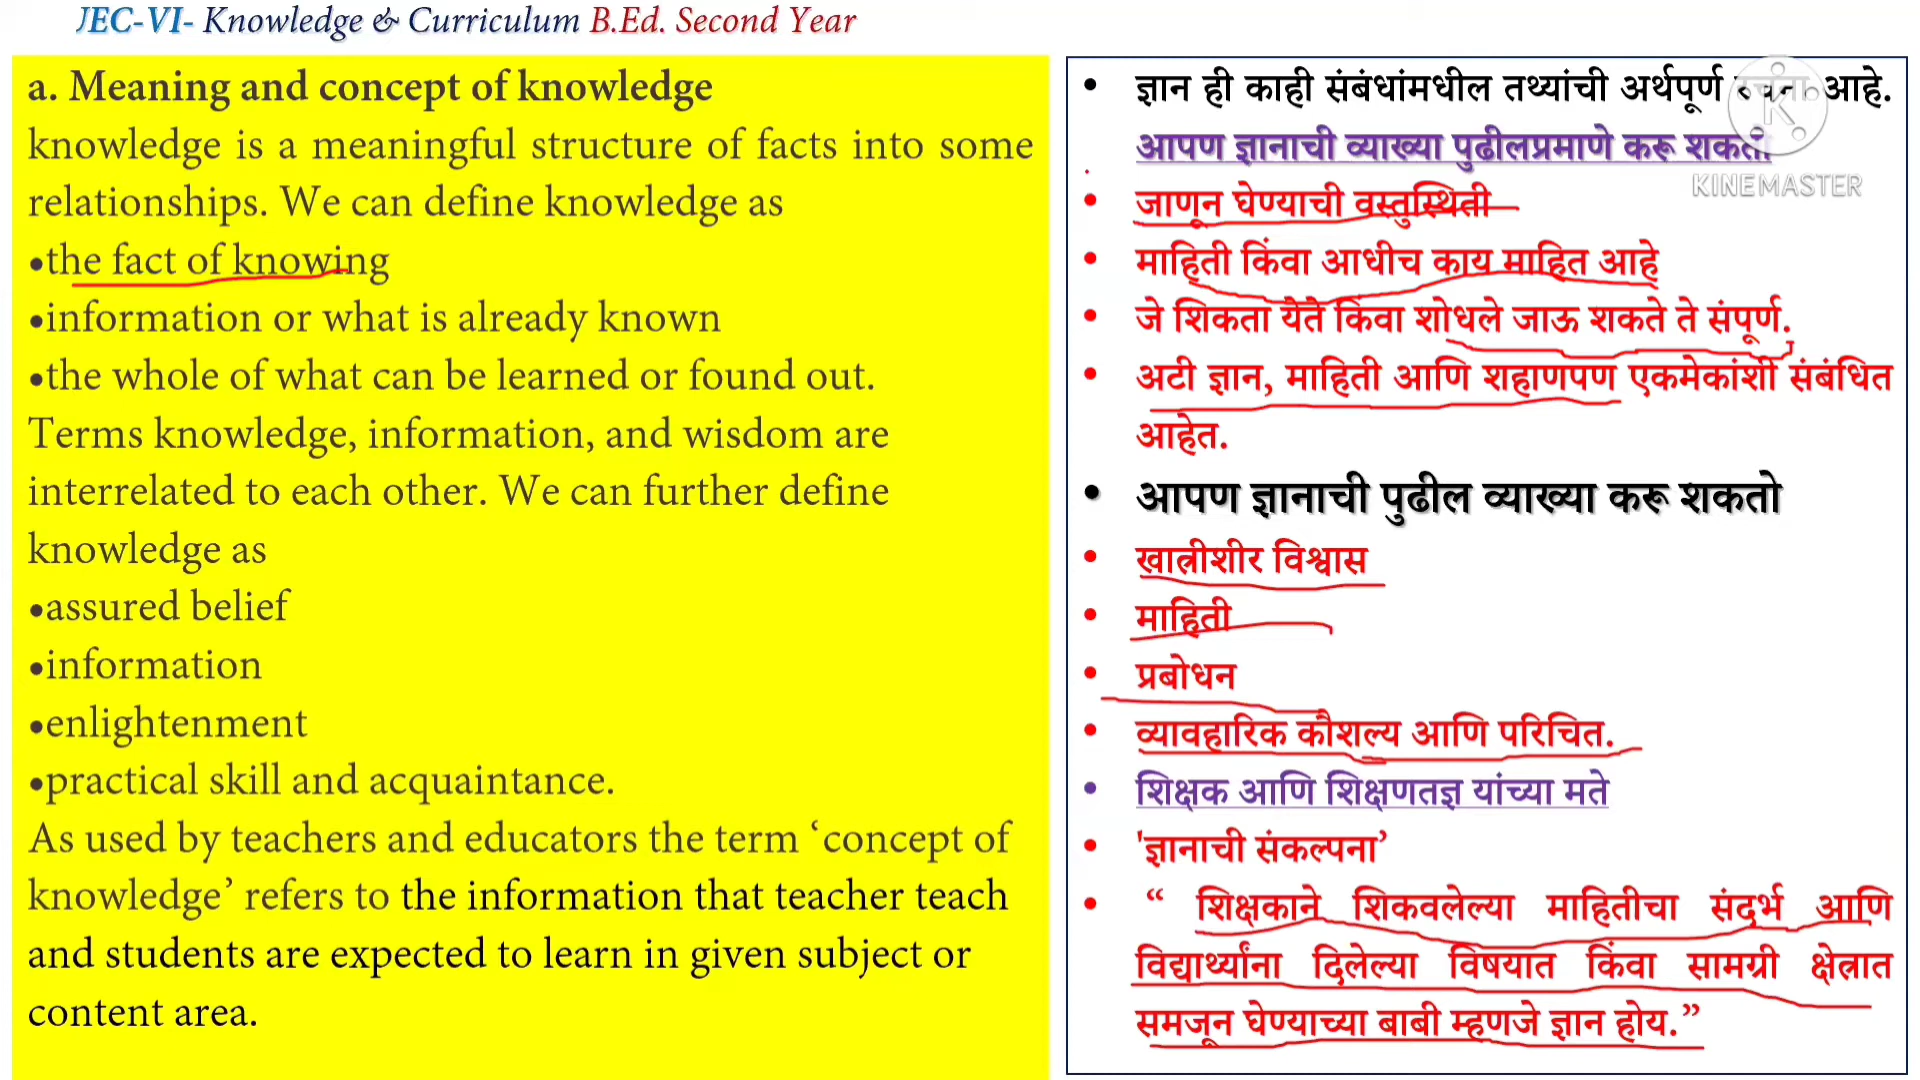 JEC-VI- Knowledge & Curriculum B.Ed. Second Year
a. Meaning and concept of knowledge
knowledge is a meaningful structure of facts into some
relationships. We can define knowledge as
•the fact of knowing
•information or what is already known
•the whole of what can be learned or found out.
Terms knowledge, information, and wisdom are
interrelated to each other. We can further define
knowledge as
•assured belief
•information
•enlightenment
•practical skill and acquaintance.
As used by teachers and educators the term ‘concept of
knowledge’ refers to the information that teacher teach
and students are expected to learn in given subject or
content area.
• ज्ञान ही काही संबंधांमधील तथ्यांची अर्थपूर्ण रचना आहे.
आपण ज्ञानाची व्याख्या पुढीलप्रमाणे करू शकतो
• जाणून घेण्याची वस्तुस्थिती
• माहिती किंवा आधीच काय माहित आहे
• जे शिकता येते किंवा शोधले जाऊ शकते ते संपूर्ण.
• अटी ज्ञान, माहिती आणि शहाणपण एकमेकांशी संबंधित
आहेत.
• आपण ज्ञानाची पुढील व्याख्या करू शकतो
• खात्रीशीर विश्वास
• माहिती
• प्रबोधन
• व्यावहारिक कौशल्य आणि परिचित.
• शिक्षक आणि शिक्षणतज्ञ यांच्या मते
• 'ज्ञानाची संकल्पना’
• “ शिक्षकाने शिकवलेल्या माहितीचा संदर्भ आणि
विद्यार्थ्यांना दिलेल्या विषयात किंवा सामग्री क्षेत्रात
समजून घेण्याच्या बाबी म्हणजे ज्ञान होय.”
K
KINEMASTER